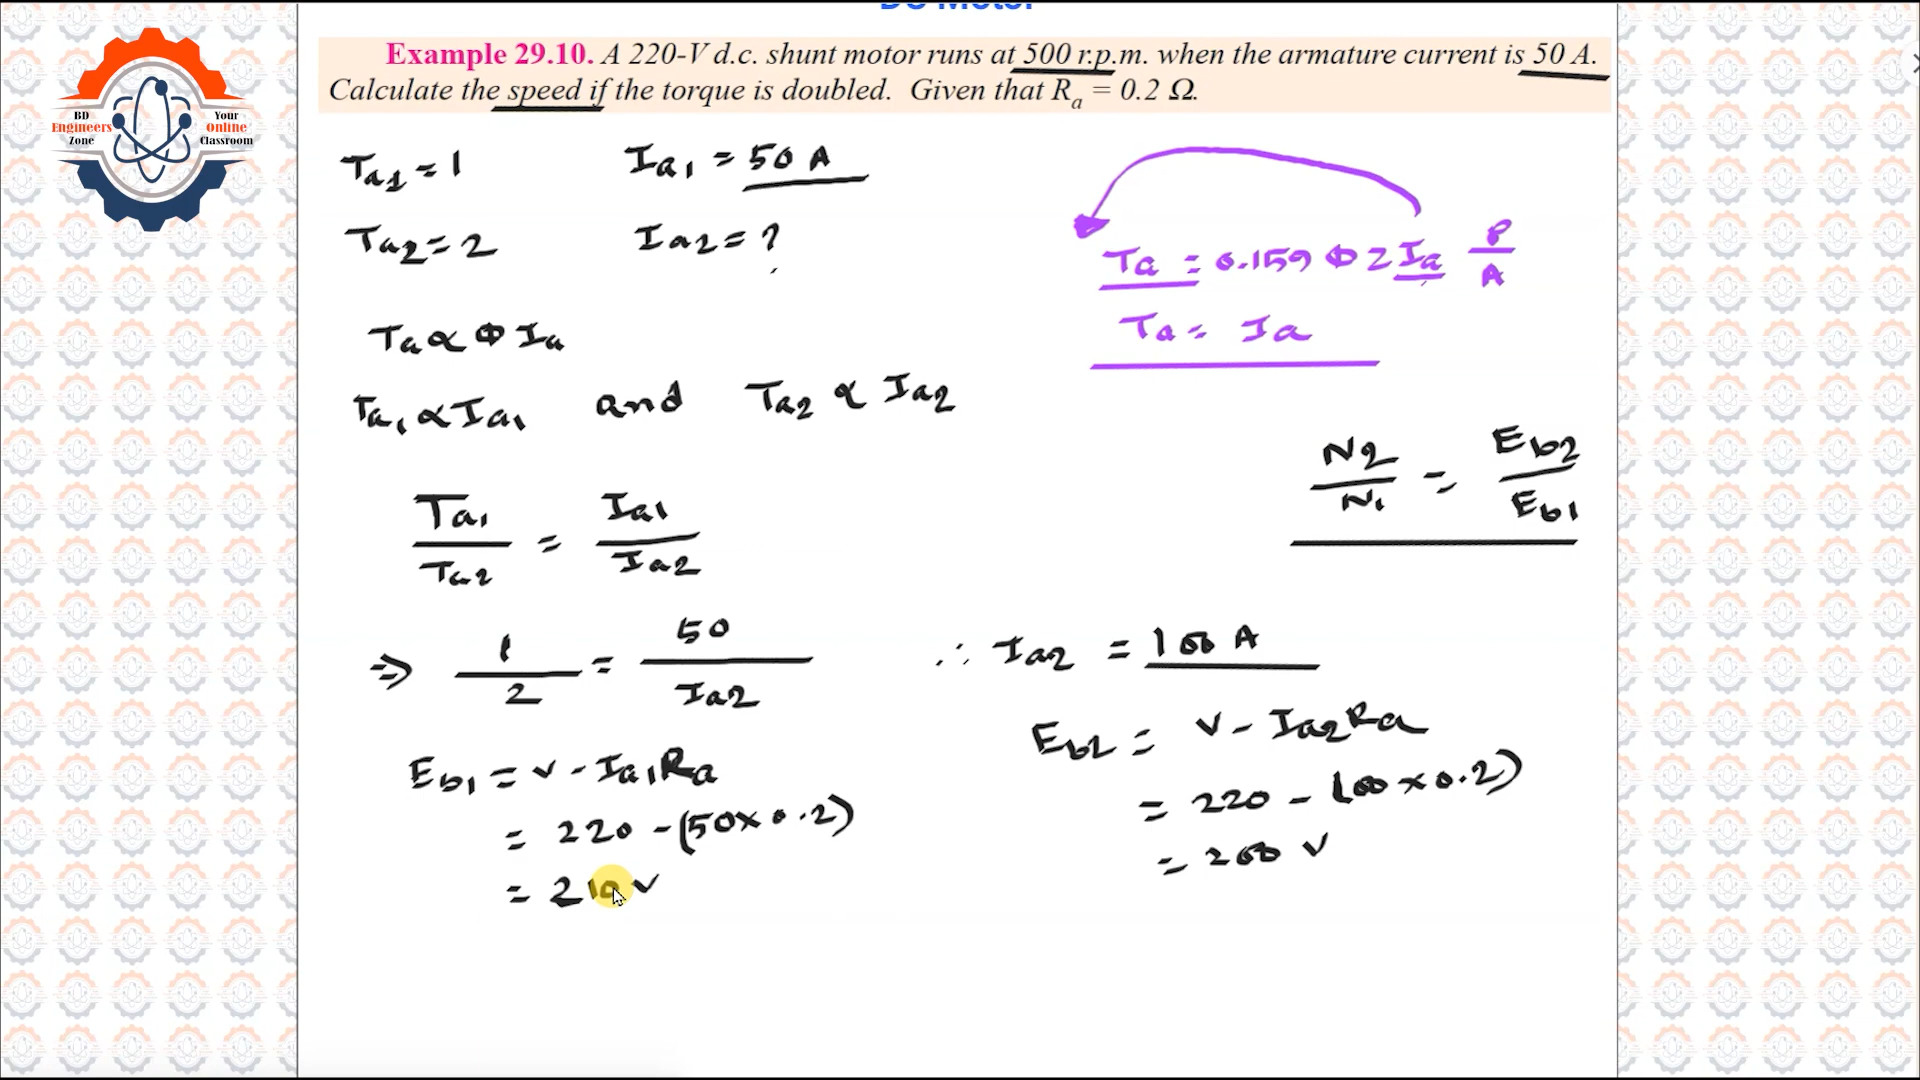 DC Motor
BD
Engineers
Zone
Your
Online
Classroom
Example 29.10. A 220-V d.c. shunt motor runs at 500 r.p.m. when the armature current is 50 A.
Calculate the speed if the torque is doubled. Given that Ra = 0.2 Ω.
Ta1 = 1
Ia1 = 50 A
Ta2 = 2
Ia2 = ?
Ta = 0.159 Φ Z Ia P/A
Ta = Ia
Ta ∝ Φ Ia
Ta1 ∝ Ia1 and Ta2 ∝ Ia2
N2/N1 = Eb2/Eb1
Ta1/Ta2 = Ia1/Ia2
⇒ 1/2 = 50/Ia2
∴ Ia2 = 100 A
Eb1 = V - Ia1Ra
= 220 - (50 x 0.2)
= 210 V
Eb2 = V - Ia2Ra
= 220 - 100 x 0.2)
= 200 V